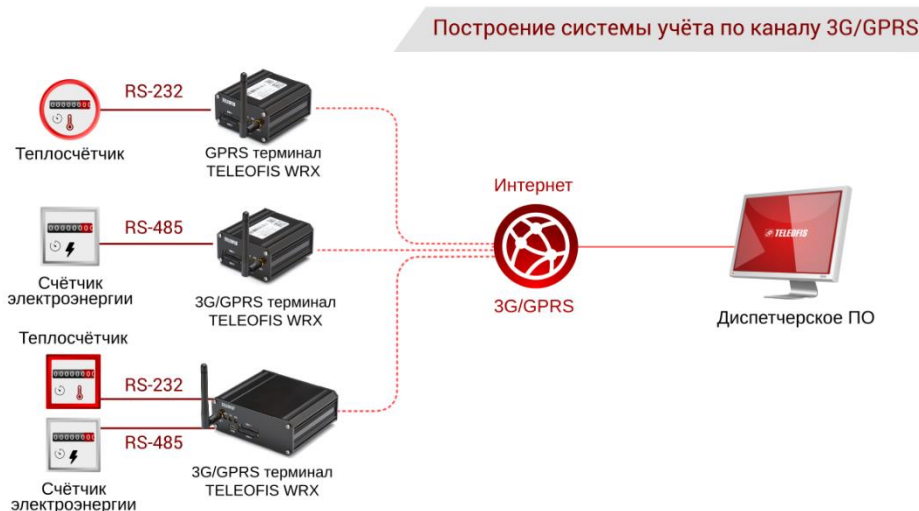 Построение системы учёта по каналу 3G/GPRS
RS-232
Теплосчётчик
GPRS терминал
TELEOFIS WRX
RS-485
Счётчик
электроэнергии
3G/GPRS терминал
TELEOFIS WRX
Интернет
3G/GPRS
TELEOFIS
Диспетчерское ПО
Теплосчётчик
RS-232
RS-485
Счётчик
электроэнергии
3G/GPRS терминал
TELEOFIS WRX